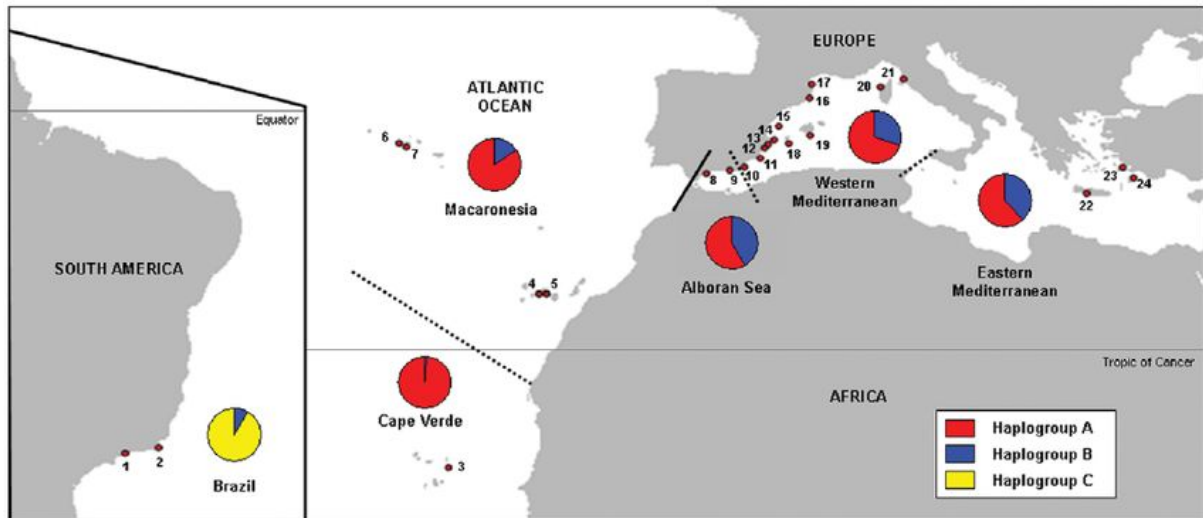 EUROPE
21
17
20
16
ATLANTIC
OCEAN
Equator
15
14
6
13
19
7
12
18
11
8
9
10
23
24
Western
Mediterranean
22
Macaronesia
SOUTH AMERICA
Eastern
Mediterranean
Alboran Sea
4
5
Tropic of Cancer
AFRICA
Cape Verde
Haplogroup A
Haplogroup B
Haplogroup C
1
2
3
Brazil